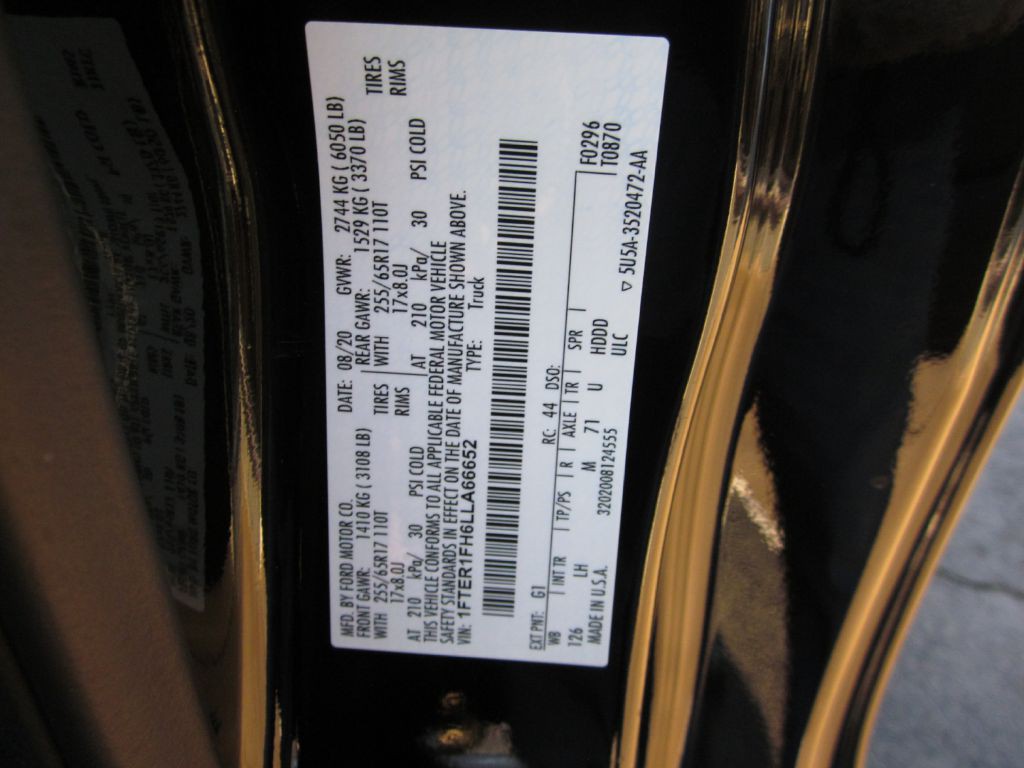 MFD. BY FORD MOTOR CO.
DATE: 08/20 GVWR: 2744 KG ( 6050 LB)
FRONT GAWR: 1410 KG ( 3108 LB) REAR GAWR: 1529 KG ( 3370 LB)
WITH 255/65R17 110T TIRES WITH 255/65R17 110T TIRES
17x8.0J RIMS 17x8.0J RIMS
AT 210 kPa/ 30 PSI COLD AT 210 kPa/ 30 PSI COLD
THIS VEHICLE CONFORMS TO ALL APPLICABLE FEDERAL MOTOR VEHICLE
SAFETY STANDARDS IN EFFECT ON THE DATE OF MANUFACTURE SHOWN ABOVE.
VIN: 1FTER1FH6LLA66652 TYPE: Truck
EXT PNT: G1 RC: 44 DSO: F0296
WB | INT TR | TP/PS | R | AXLE | TR | SPR | T0870
126 LH M 71 U HDDD
MADE IN U.S.A. 3202008124555 ULC ▽ 5U5A-3520472-AA